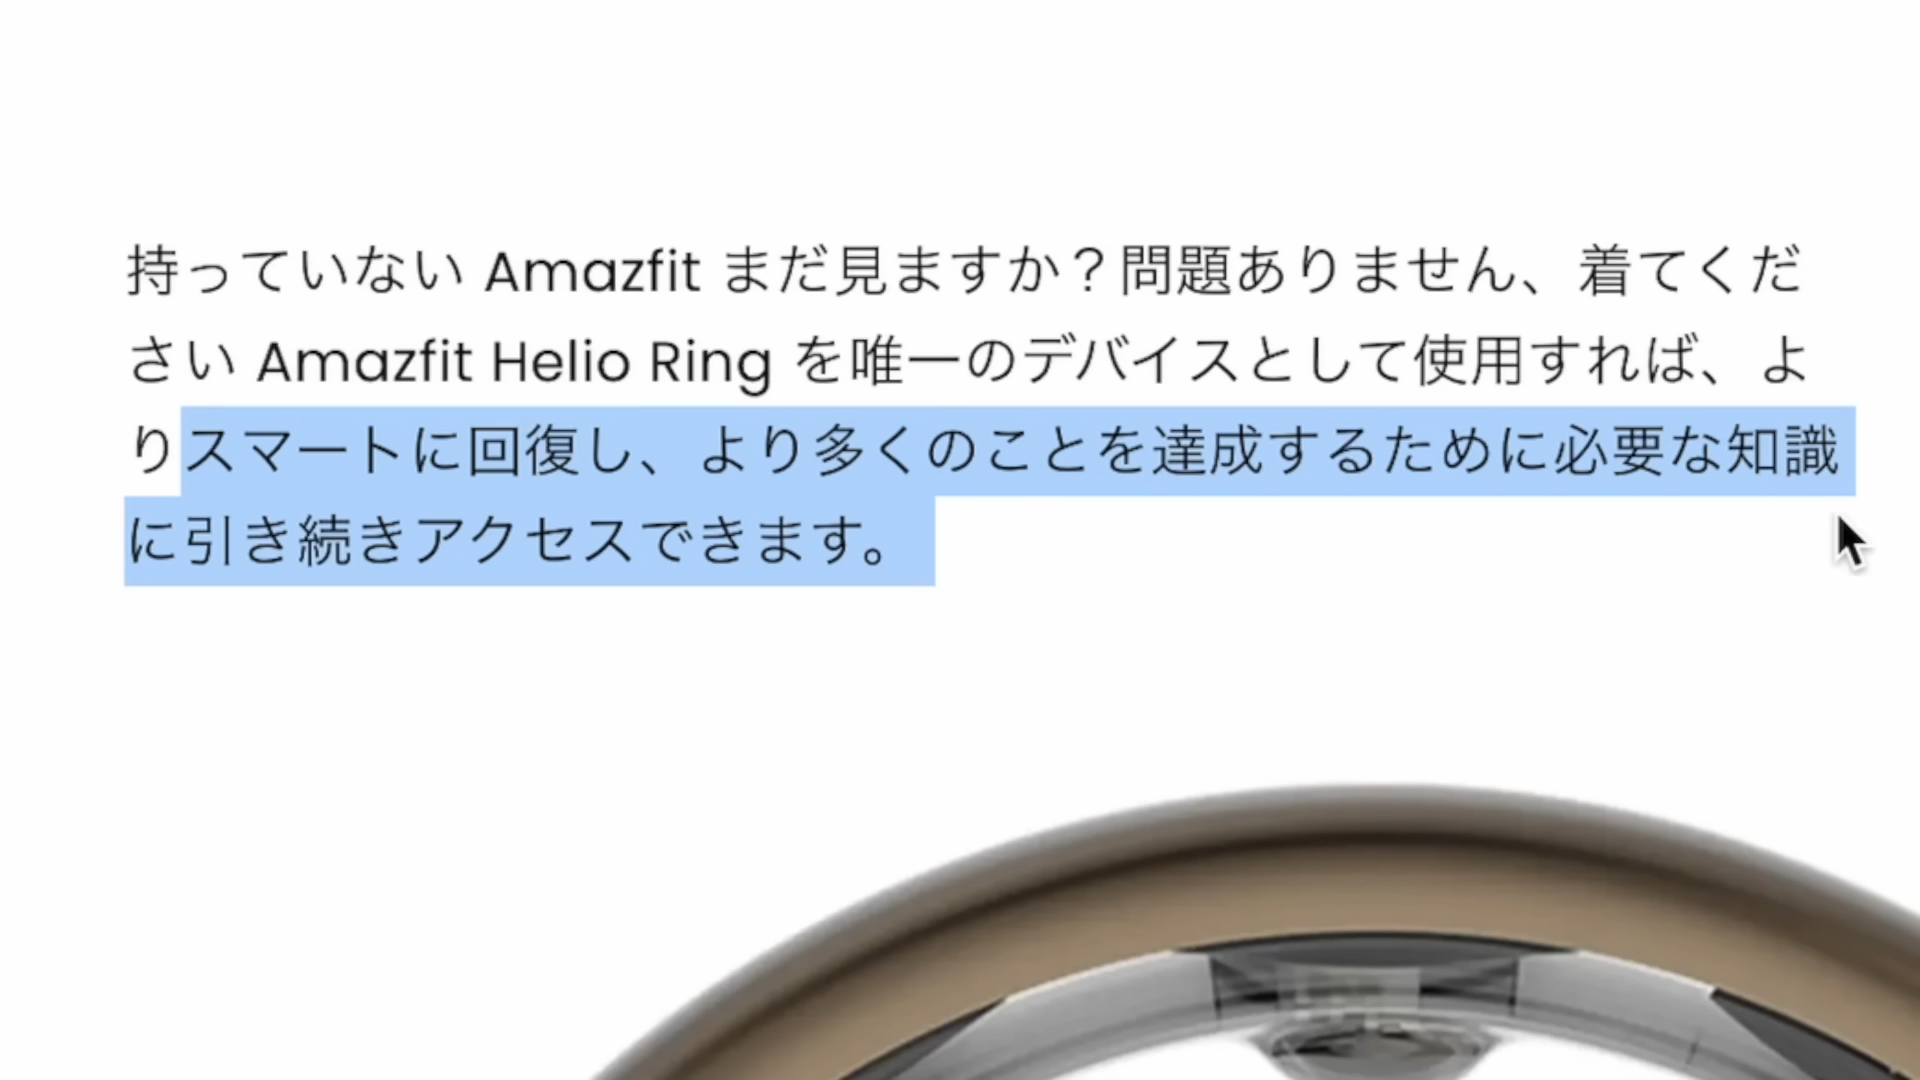 持っていない Amazfit まだ見ますか？問題ありません、着てくだ
さい Amazfit Helio Ring を唯一のデバイスとして使用すれば、よ
りスマートに回復し、より多くのことを達成するために必要な知識
に引き続きアクセスできます。